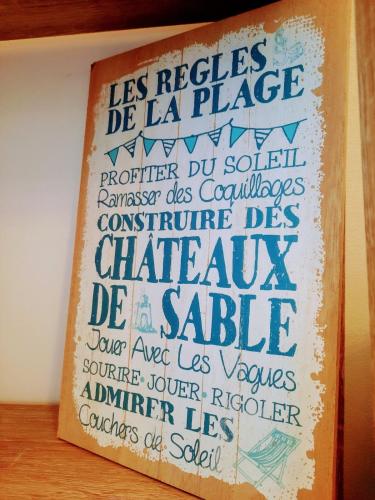 LES REGLES
DE LA PLAGE
PROFITER DU SOLEIL
Ramasser des Coquillages
CONSTRUIRE DES
CHÂTEAUX
DE SABLE
Jouer Avec Les Vagues
SOURIRE · JOUER · RIGOLER
ADMIRER LES
Couchers de Soleil